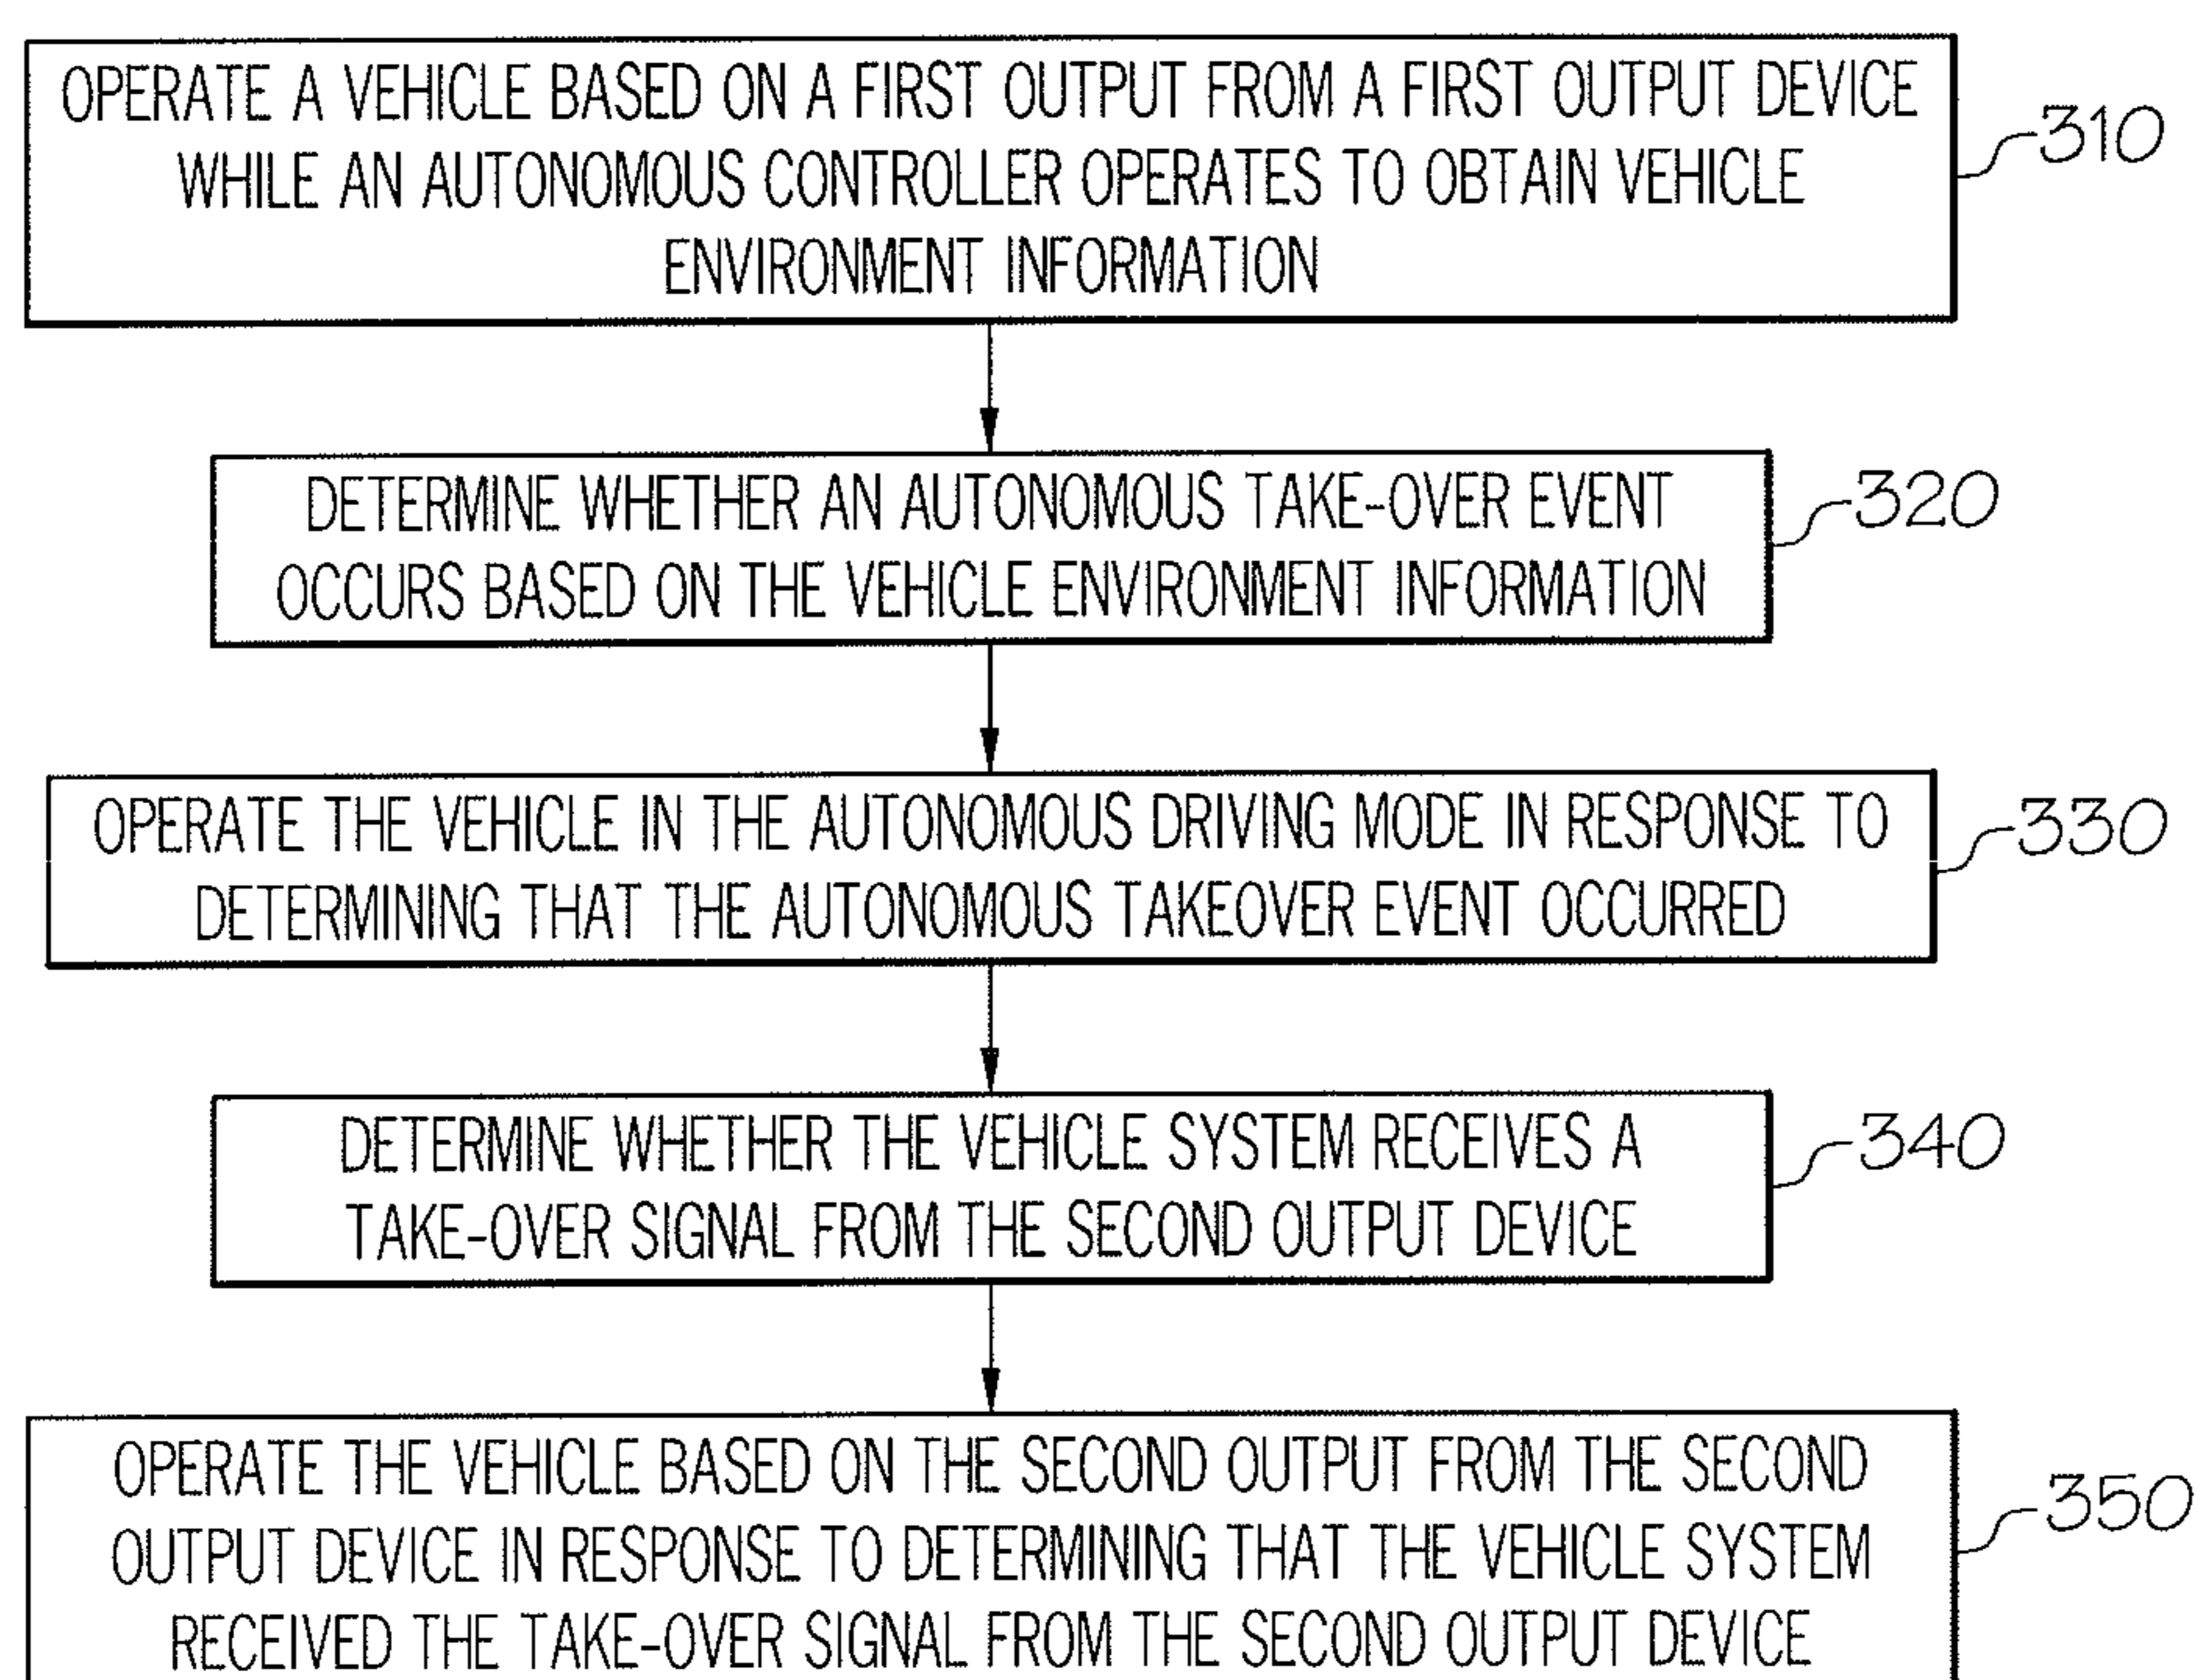 OPERATE A VEHICLE BASED ON A FIRST OUTPUT FROM A FIRST OUTPUT DEVICE
WHILE AN AUTONOMOUS CONTROLLER OPERATES TO OBTAIN VEHICLE
ENVIRONMENT INFORMATION
310
DETERMINE WHETHER AN AUTONOMOUS TAKE-OVER EVENT
OCCURS BASED ON THE VEHICLE ENVIRONMENT INFORMATION
320
OPERATE THE VEHICLE IN THE AUTONOMOUS DRIVING MODE IN RESPONSE TO
DETERMINING THAT THE AUTONOMOUS TAKEOVER EVENT OCCURRED
330
DETERMINE WHETHER THE VEHICLE SYSTEM RECEIVES A
TAKE-OVER SIGNAL FROM THE SECOND OUTPUT DEVICE
340
OPERATE THE VEHICLE BASED ON THE SECOND OUTPUT FROM THE SECOND
OUTPUT DEVICE IN RESPONSE TO DETERMINING THAT THE VEHICLE SYSTEM
RECEIVED THE TAKE-OVER SIGNAL FROM THE SECOND OUTPUT DEVICE
350